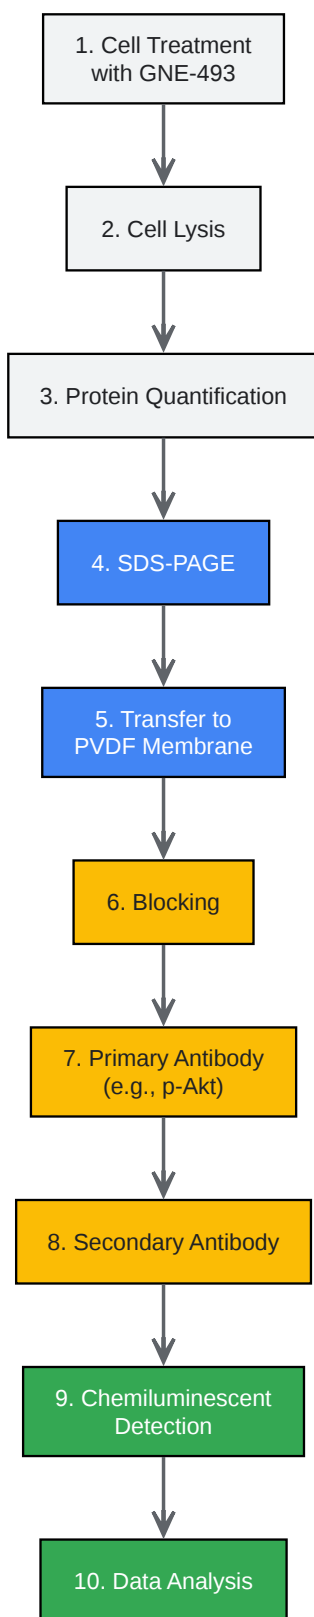 1. Cell Treatment
with GNE-493
2. Cell Lysis
3. Protein Quantification
4. SDS-PAGE
5. Transfer to
PVDF Membrane
6. Blocking
7. Primary Antibody
(e.g., p-Akt)
8. Secondary Antibody
9. Chemiluminescent
Detection
10. Data Analysis